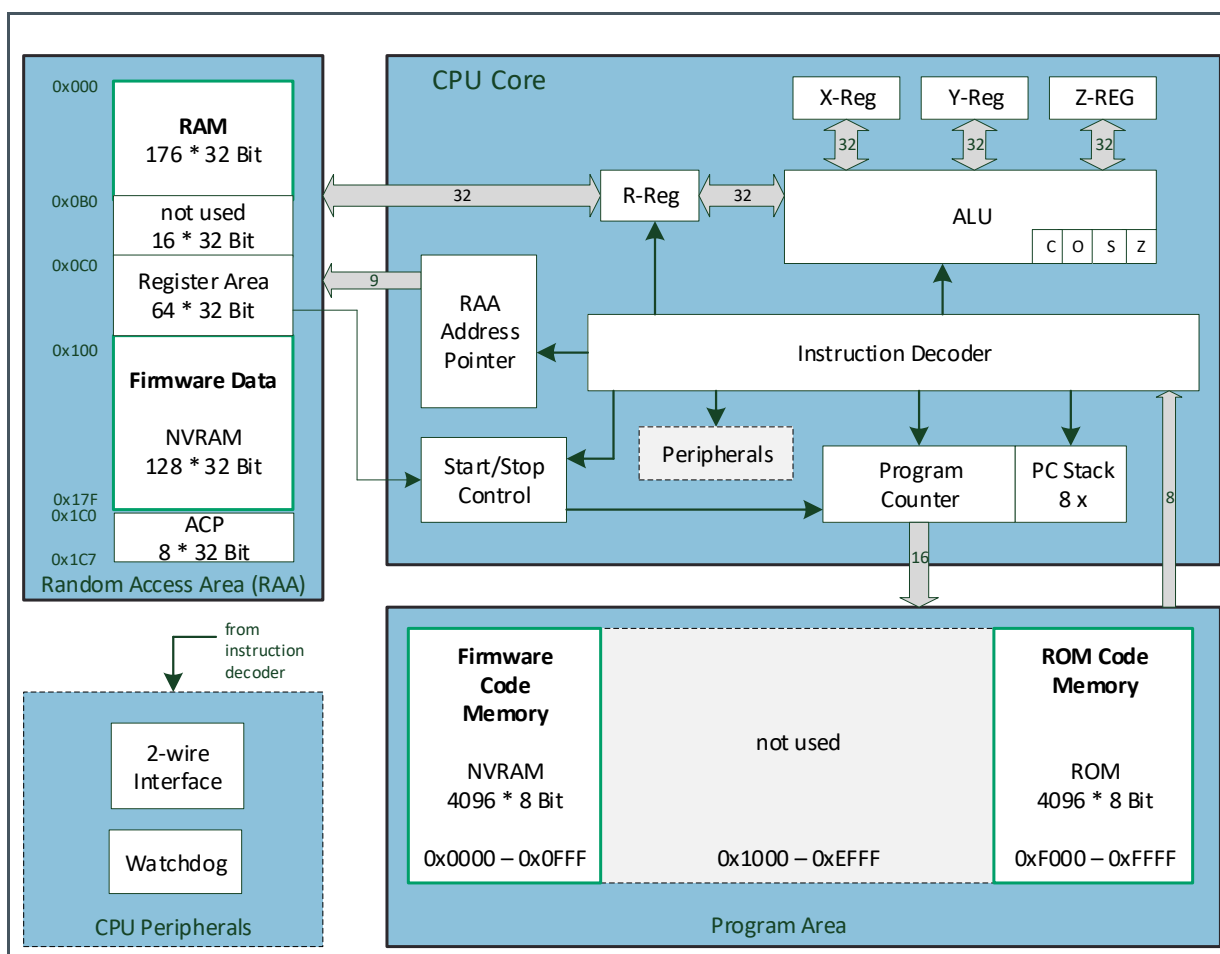 0x000
RAM
176 * 32 Bit
0x0B0
not used
16 * 32 Bit
0x0C0
Register Area
64 * 32 Bit
0x100
Firmware Data
NVRAM
128 * 32 Bit
0x17F
0x1C0
ACP
8 * 32 Bit
0x1C7
Random Access Area (RAA)
CPU Core
X-Reg
Y-Reg
Z-REG
32
32
32
32
R-Reg
32
ALU
C O S Z
9
RAA
Address
Pointer
Instruction Decoder
Peripherals
Start/Stop
Control
Program
Counter
PC Stack
8 x
8
16
from
instruction
decoder
2-wire
Interface
Watchdog
CPU Peripherals
Firmware
Code
Memory
NVRAM
4096 * 8 Bit
0x0000 – 0x0FFF
not used
0x1000 – 0xEFFF
ROM Code
Memory
ROM
4096 * 8 Bit
0xF000 – 0xFFFF
Program Area